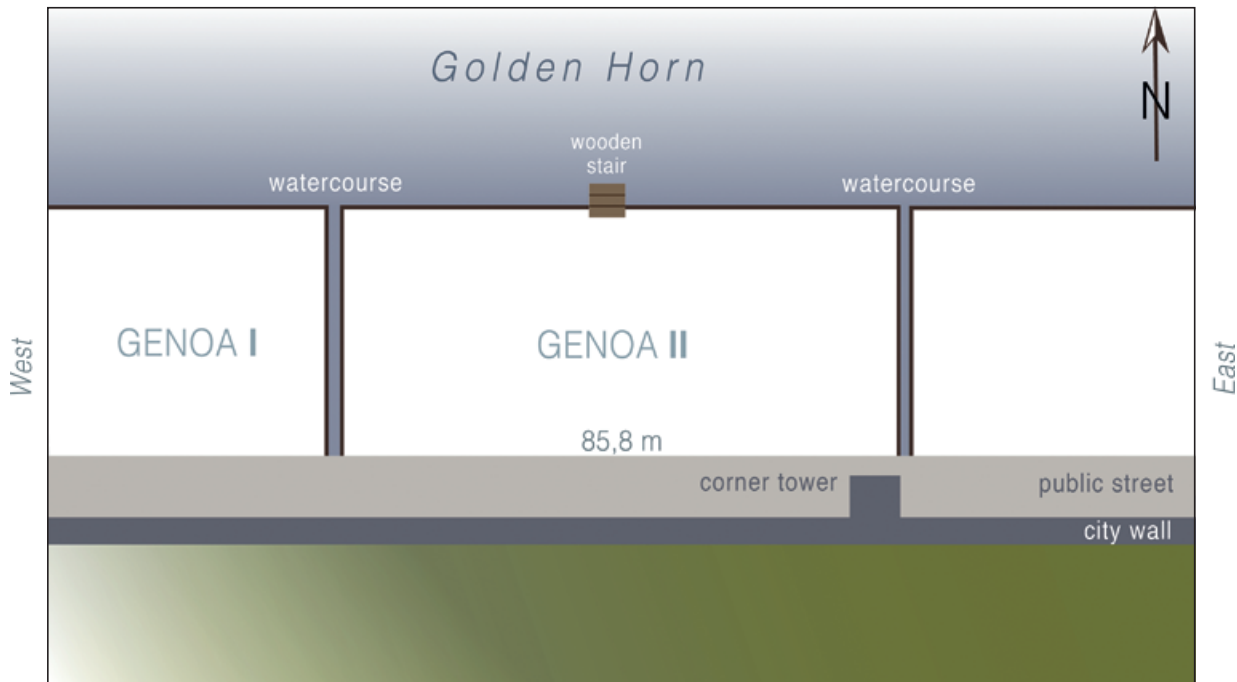 Golden Horn
N
wooden
stair
watercourse
watercourse
GENOA I
GENOA II
West
East
85,8 m
corner tower
public street
city wall